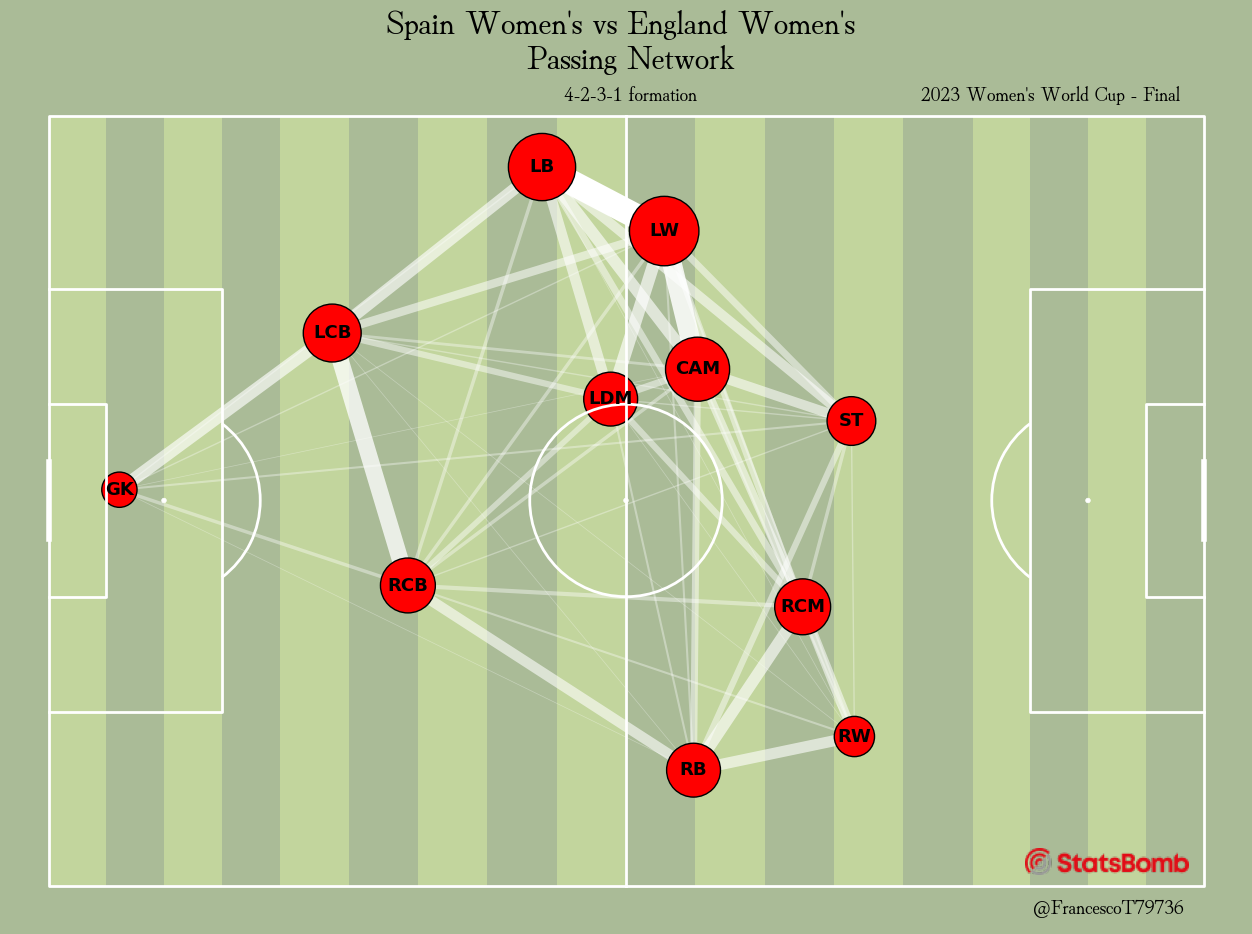 Spain Women's vs England Women's
Passing Network
4-2-3-1 formation
2023 Women's World Cup - Final
LB
LW
LCB
CAM
LDM
ST
GK
RCB
RCM
RW
RB
StatsBomb
@FrancescoT79736